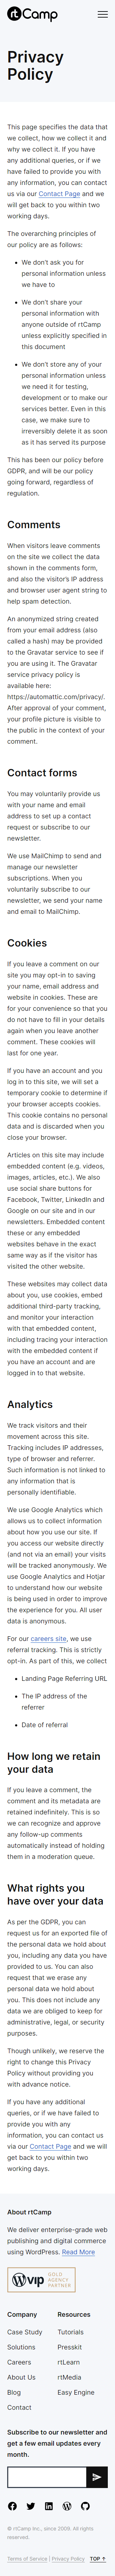 rtCamp
Privacy
Policy
This page specifies the data that
we collect, how we collect it and
why we collect it. If you have
any additional queries, or if we
failed to provide you with
any information, you can contact
us via our Contact Page and we
will get back to you within two
working days.
The overarching principles of
our policy are as follows:
We don't ask you for
personal information unless
we have to
We don't share your
personal information with
anyone outside of rtCamp
unless explicitly specified in
this document
We don't store any of your
personal information unless
we need it for testing,
development or to make our
services better. Even in this
case, we make sure to
irreversibly delete it as soon
as it has served its purpose
This has been our policy before
GDPR, and will be our policy
going forward, regardless of
regulation.
Comments
When visitors leave comments
on the site we collect the data
shown in the comments form,
and also the visitor's IP address
and browser user agent string to
help spam detection.
An anonymized string created
from your email address (also
called a hash) may be provided
to the Gravatar service to see if
you are using it. The Gravatar
service privacy policy is
available here:
https://automattic.com/privacy/.
After approval of your comment,
your profile picture is visible to
the public in the context of your
comment.
Contact forms
You may voluntarily provide us
with your name and email
address to set up a contact
request or subscribe to our
newsletter.
We use MailChimp to send and
manage our newsletter
subscriptions. When you
voluntarily subscribe to our
newsletter, we send your name
and email to MailChimp.
Cookies
If you leave a comment on our
site you may opt-in to saving
your name, email address and
website in cookies. These are
for your convenience so that you
do not have to fill in your details
again when you leave another
comment. These cookies will
last for one year.
If you have an account and you
log in to this site, we will set a
temporary cookie to determine if
your browser accepts cookies.
This cookie contains no personal
data and is discarded when you
close your browser.
Articles on this site may include
embedded content (e.g. videos,
images, articles, etc.). We also
use social share buttons for
Facebook, Twitter, LinkedIn and
Google on our site and in our
newsletters. Embedded content
these or any embedded
websites behave in the exact
same way as if the visitor has
visited the other website.
These websites may collect data
about you, use cookies, embed
additional third-party tracking,
and monitor your interaction
with that embedded content,
including tracing your interaction
with the embedded content if
you have an account and are
logged in to that website.
Analytics
We track visitors and their
movement across this site.
Tracking includes IP addresses,
type of browser and referrer.
Such information is not linked to
any information that is
personally identifiable.
We use Google Analytics which
allows us to collect information
about how you use our site. If
you access our website directly
(and not via an email) your visits
will be tracked anonymously. We
use Google Analytics and Hotjar
to understand how our website
is being used in order to improve
the experience for you. All user
data is anonymous.
For our careers site, we use
referral tracking. This is strictly
opt-in. As part of this, we collect
Landing Page Referring URL
The IP address of the
referrer
Date of referral
How long we retain
your data
If you leave a comment, the
comment and its metadata are
retained indefinitely. This is so
we can recognize and approve
any follow-up comments
automatically instead of holding
them in a moderation queue.
What rights you
have over your data
As per the GDPR, you can
request us for an exported file of
the personal data we hold about
you, including any data you have
provided to us. You can also
request that we erase any
personal data we hold about
you. This does not include any
data we are obliged to keep for
administrative, legal, or security
purposes.
Though unlikely, we reserve the
right to change this Privacy
Policy without providing you
with advance notice.
If you have any additional
queries, or if we have failed to
provide you with any
information, you can contact us
via our Contact Page and we will
get back to you within two
working days.
About rtCamp
We deliver enterprise-grade web
publishing and digital commerce
using WordPress. Read More
vip GOLD
AGENCY
PARTNER
Company Resources
Case Study Tutorials
Solutions Presskit
Careers rtLearn
About Us rtMedia
Blog Easy Engine
Contact
Subscribe to our newsletter and
get a few email updates every
month.
© rtCamp Inc., since 2009. All rights
reserved.
Terms of Service | Privacy Policy TOP ↑